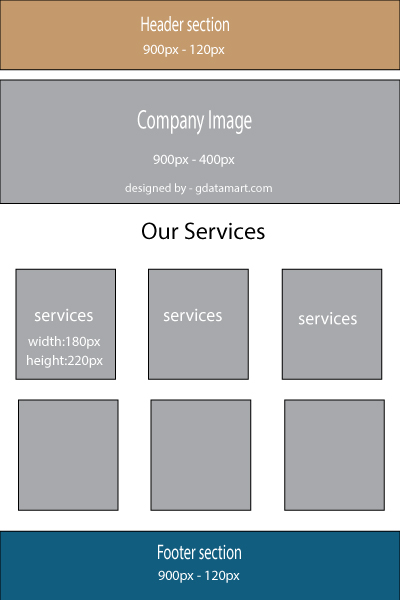 Header section
900px - 120px
Company Image
900px - 400px
designed by - gdatamart.com
Our Services
services
width:180px
height:220px
services
services
Footer section
900px - 120px